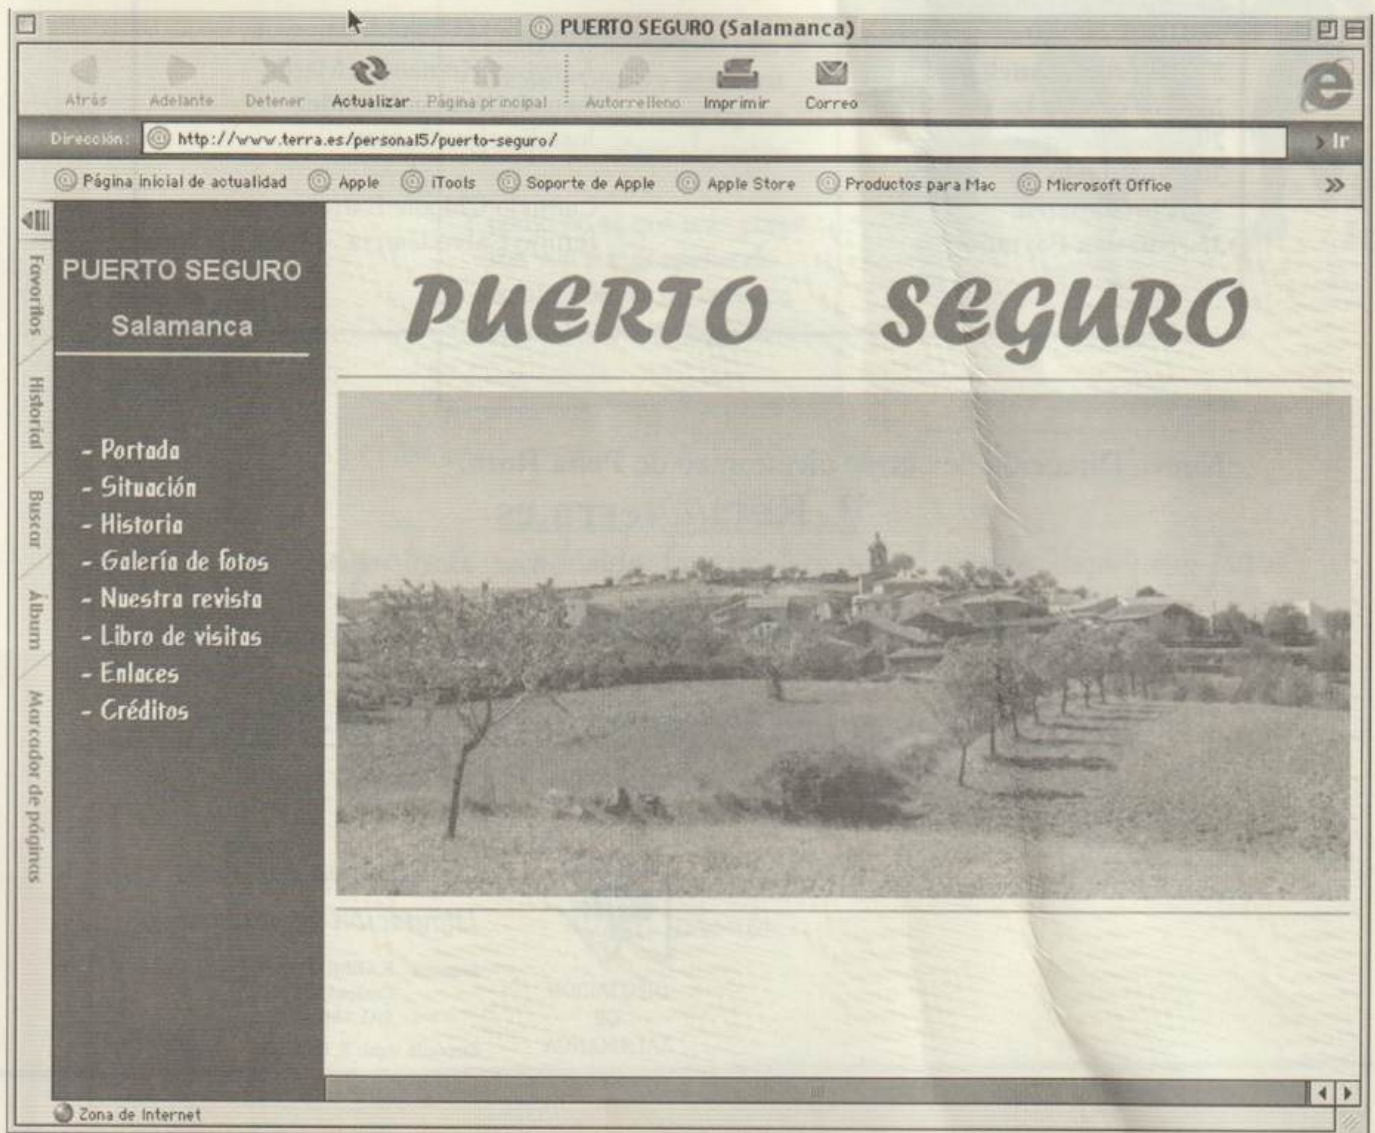 PUERTO SEGURO (Salamanca)
Atrás Adelante Detener Actualizar Página principal Autorrelleno Imprimir Correo
Dirección: http://www.terra.es/personal5/puerto-seguro/ Ir
Página inicial de actualidad Apple iTools Soporte de Apple Apple Store Productos para Mac Microsoft Office »
Favoritos
Historial
Buscar
Álbum
Marcador de páginas
PUERTO SEGURO
Salamanca
- Portada
- Situación
- Historia
- Galería de fotos
- Nuestra revista
- Libro de visitas
- Enlaces
- Créditos
PUERTO SEGURO
Zona de Internet